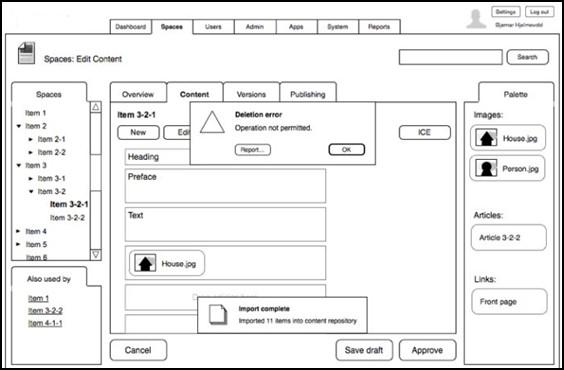 Dashboard
Spaces
Users
Admin
Apps
System
Reports
Settings
Log out
Bjarnar Hjelmevold
Spaces: Edit Content
Search
Spaces
Item 1
Item 2
Item 2-1
Item 2-2
Item 3
Item 3-1
Item 3-2
Item 3-2-1
Item 3-2-2
Item 4
Item 5
Item 6
Also used by
Item 1
Item 3-2-2
Item 4-1-1
Overview
Content
Versions
Publishing
Item 3-2-1
New
Edi
ICE
Deletion error
Operation not permitted.
Report...
OK
Heading
Preface
Text
House.jpg
Import complete
Imported 11 items into content repository
Cancel
Save draft
Approve
Palette
Images:
House.jpg
Person.jpg
Articles:
Article 3-2-2
Links:
Front page